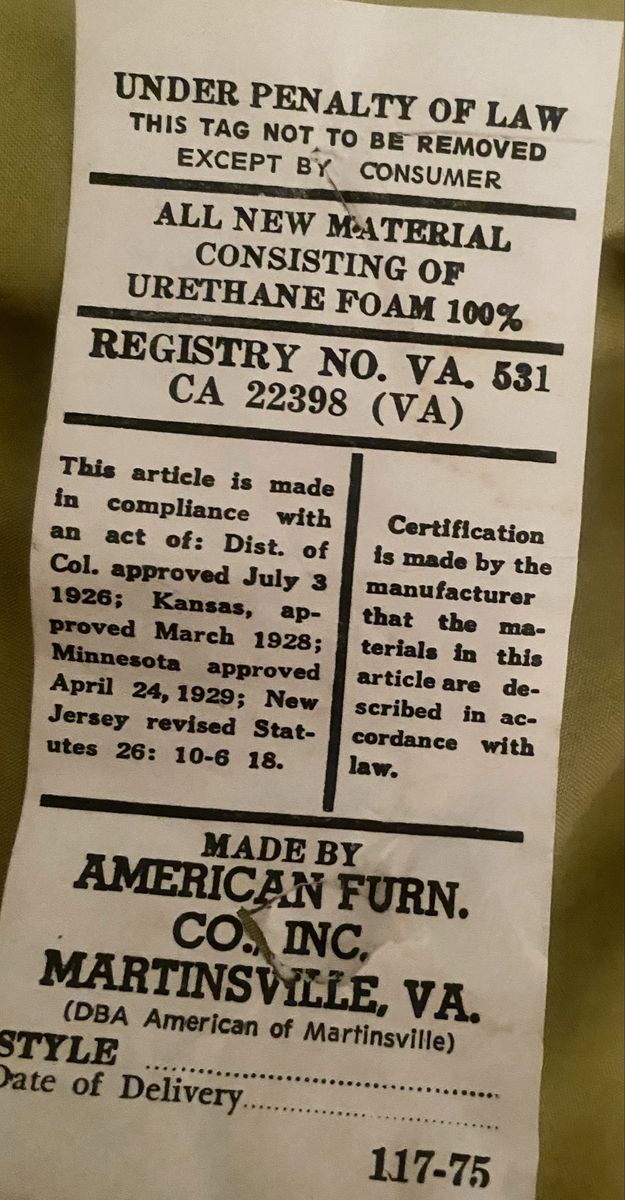 UNDER PENALTY OF LAW
THIS TAG NOT TO BE REMOVED
EXCEPT BY CONSUMER
ALL NEW MATERIAL
CONSISTING OF
URETHANE FOAM 100%
REGISTRY NO. VA. 531
CA 22398 (VA)
This article is made
in compliance with
an act of: Dist. of
Col. approved July 3
1926; Kansas, ap-
proved March 1928;
Minnesota approved
April 24, 1929; New
Jersey revised Stat-
utes 26: 10-6 18.
Certification
is made by the
manufacturer
that the ma-
terials in this
article are de-
scribed in ac-
cordance with
law.
MADE BY
AMERICAN FURN.
CO., INC.
MARTINSVILLE, VA.
(DBA American of Martinsville)
STYLE ........................................
Date of Delivery........................................
117-75